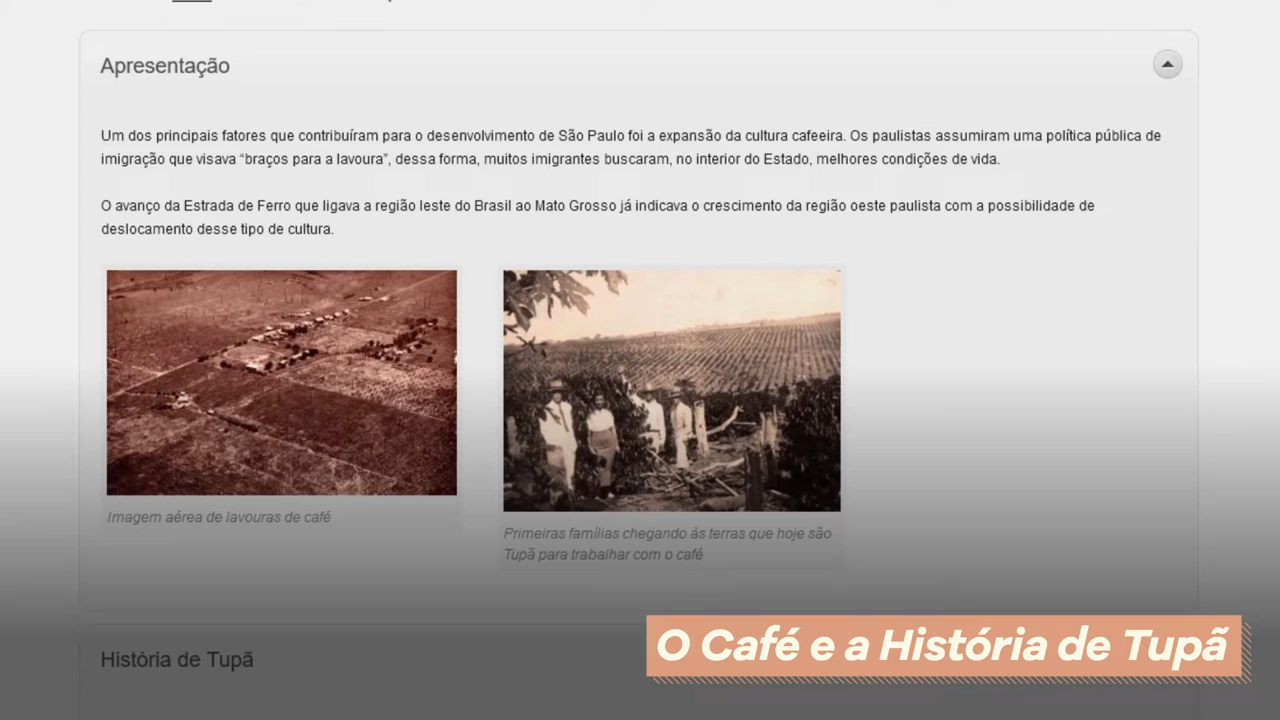 Apresentação
Um dos principais fatores que contribuíram para o desenvolvimento de São Paulo foi a expansão da cultura cafeeira. Os paulistas assumiram uma política pública de
imigração que visava “braços para a lavoura”, dessa forma, muitos imigrantes buscaram, no interior do Estado, melhores condições de vida.
O avanço da Estrada de Ferro que ligava a região leste do Brasil ao Mato Grosso já indicava o crescimento da região oeste paulista com a possibilidade de
deslocamento desse tipo de cultura.
Imagem aérea de lavouras de café
Primeiras famílias chegando às terras que hoje são
Tupã para trabalhar com o café
História de Tupã
O Café e a História de Tupã